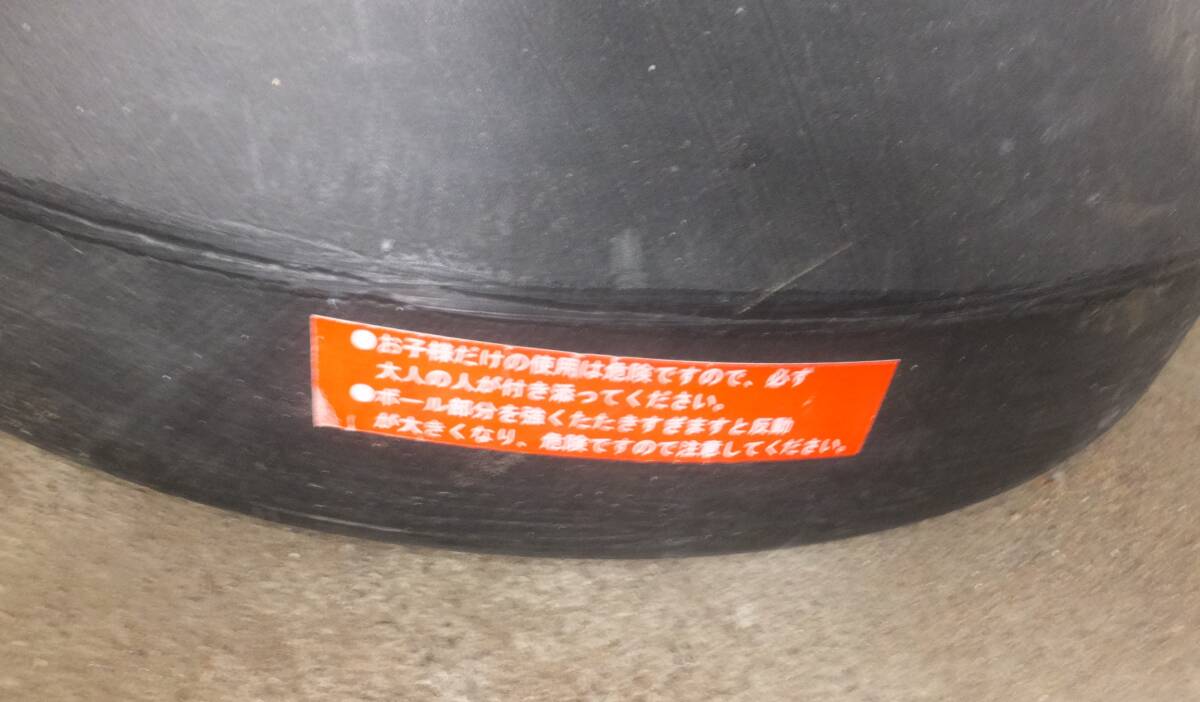 ●お子様だけの使用は危険ですので、必ず
大人の人が付き添ってください。
●ボール部分を強くたたきすぎますと反動
が大きくなり、危険ですので注意してください。